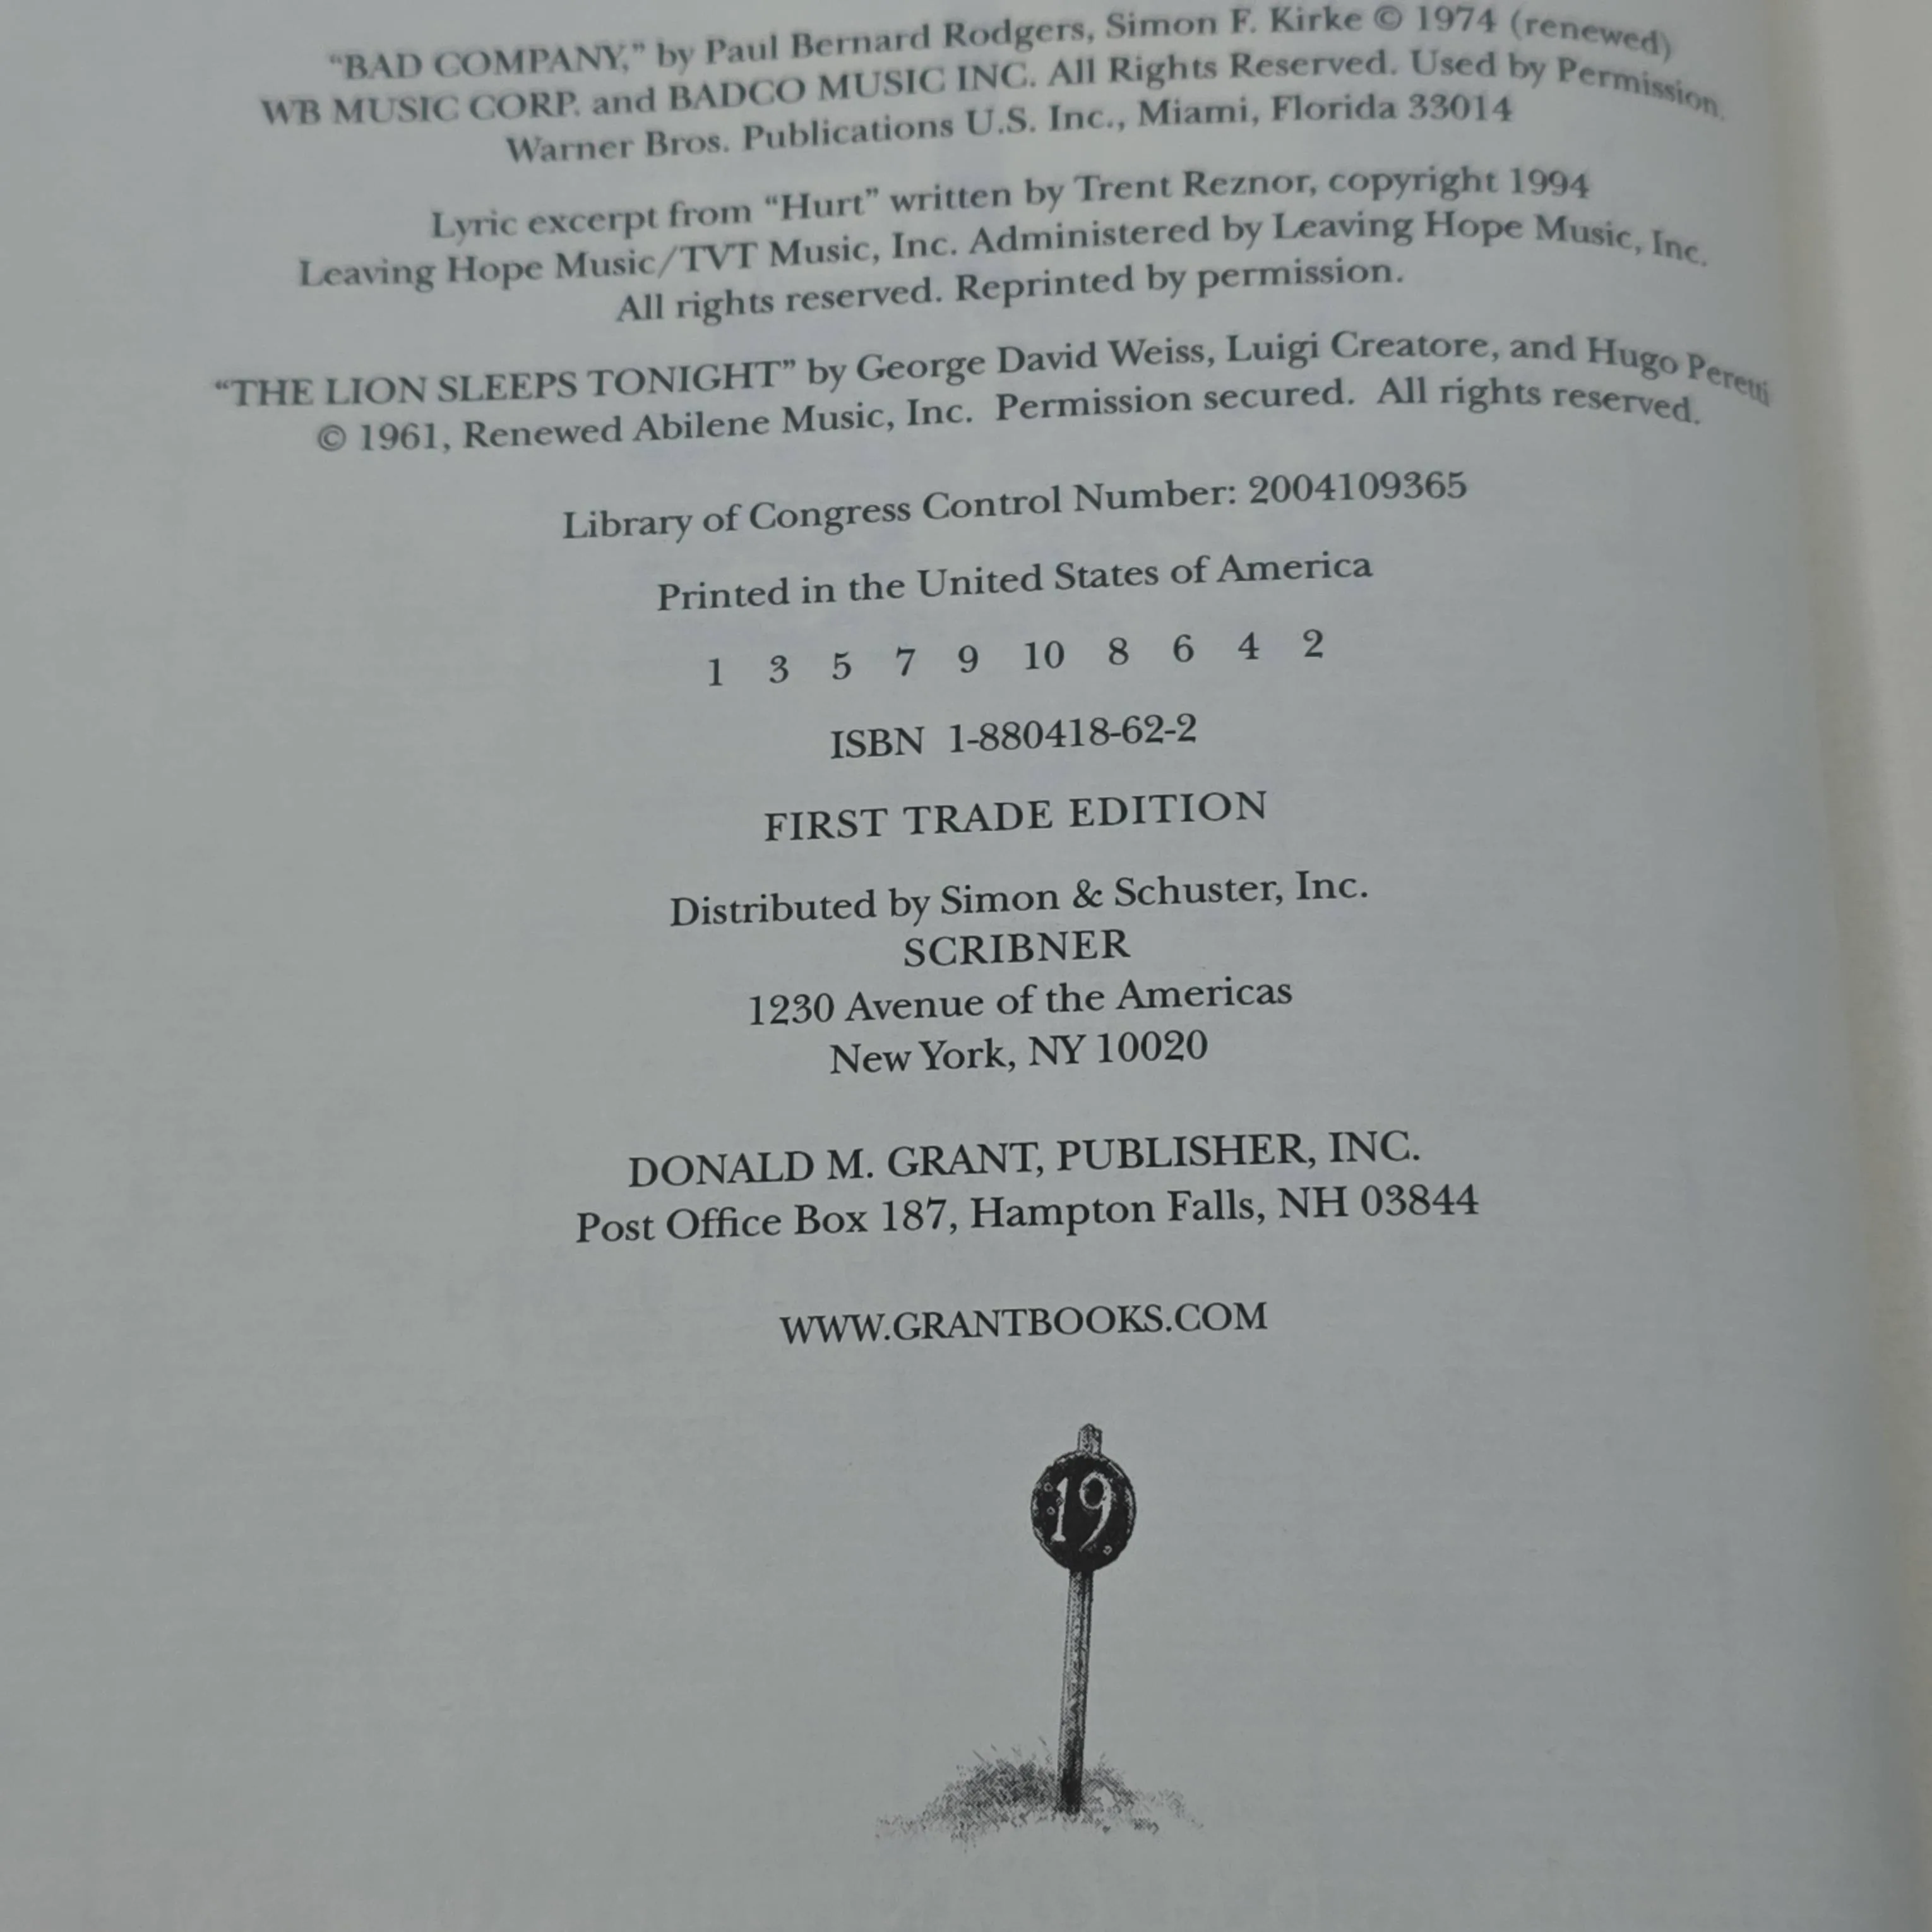 “BAD COMPANY,” by Paul Bernard Rodgers, Simon F. Kirke © 1974 (renewed)
WB MUSIC CORP. and BADCO MUSIC INC. All Rights Reserved. Used by Permission.
Warner Bros. Publications U.S. Inc., Miami, Florida 33014
Lyric excerpt from “Hurt” written by Trent Reznor, copyright 1994
Leaving Hope Music/TVT Music, Inc. Administered by Leaving Hope Music, Inc.
All rights reserved. Reprinted by permission.
“THE LION SLEEPS TONIGHT” by George David Weiss, Luigi Creatore, and Hugo Peretti
© 1961, Renewed Abilene Music, Inc. Permission secured. All rights reserved.
Library of Congress Control Number: 2004109365
Printed in the United States of America
1 3 5 7 9 10 8 6 4 2
ISBN 1-880418-62-2
FIRST TRADE EDITION
Distributed by Simon & Schuster, Inc.
SCRIBNER
1230 Avenue of the Americas
New York, NY 10020
DONALD M. GRANT, PUBLISHER, INC.
Post Office Box 187, Hampton Falls, NH 03844
WWW.GRANTBOOKS.COM
19